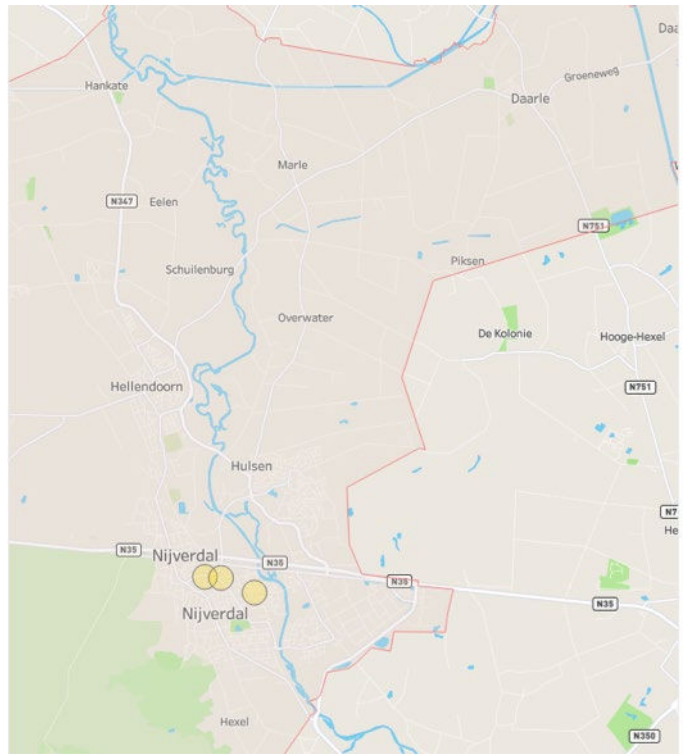 Daa
Groeneweg
Hankate
Daarle
Marle
N347
Eelen
N751
Schuilenburg
Piksen
Overwater
De Kolonie
Hooge-Hexel
Hellendoorn
N751
Hulsen
N7
He
N35
Nijverdal
N35
N35
N35
Nijverdal
Hexel
N350